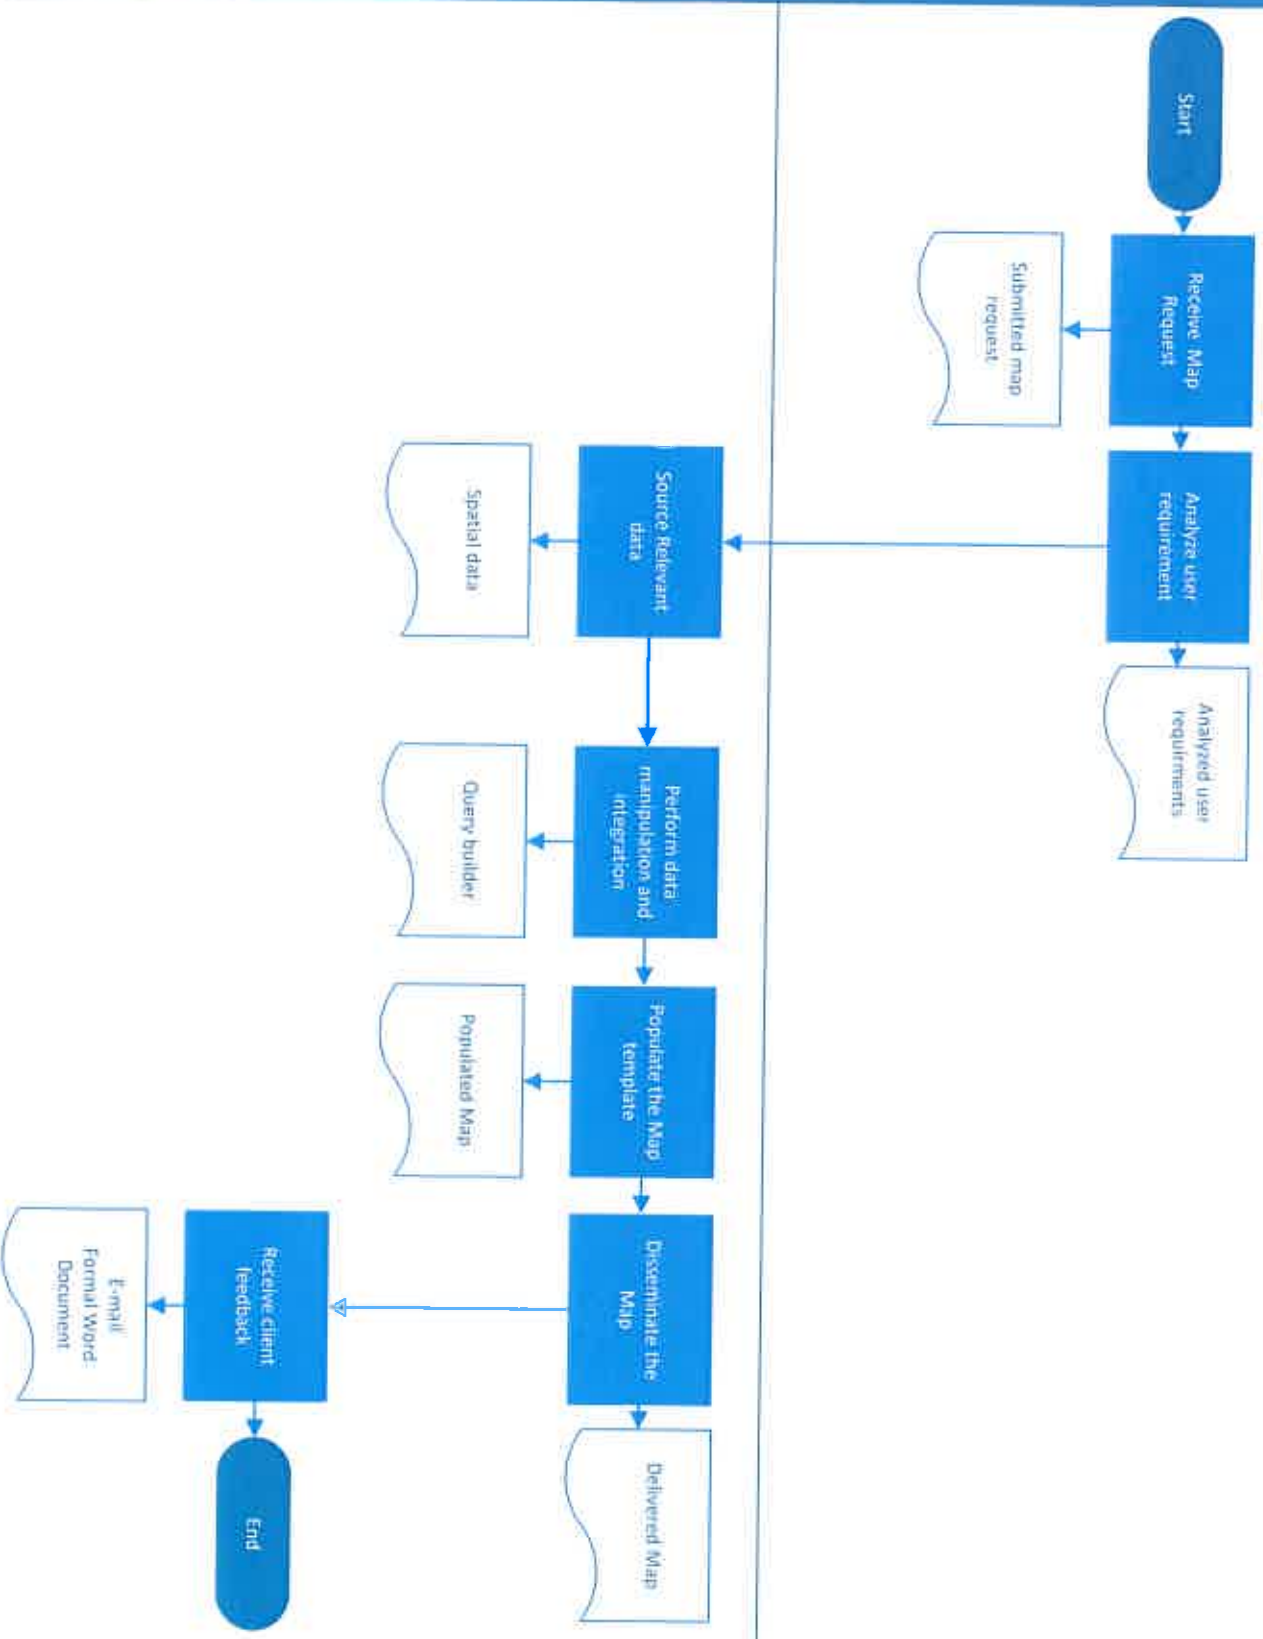 Start
Receive Map
Request
Submitted map
request
Analyze user
requirement
Analyzed user
requirments
Source Relevant
data
Spatial data
Perform data
manipulation and
integration
Query builder
Populate the Map
template
Populated Map
Disseminate the
Map
Delivered Map
Receive client
feedback
E-mail
Formal Word
Document
End